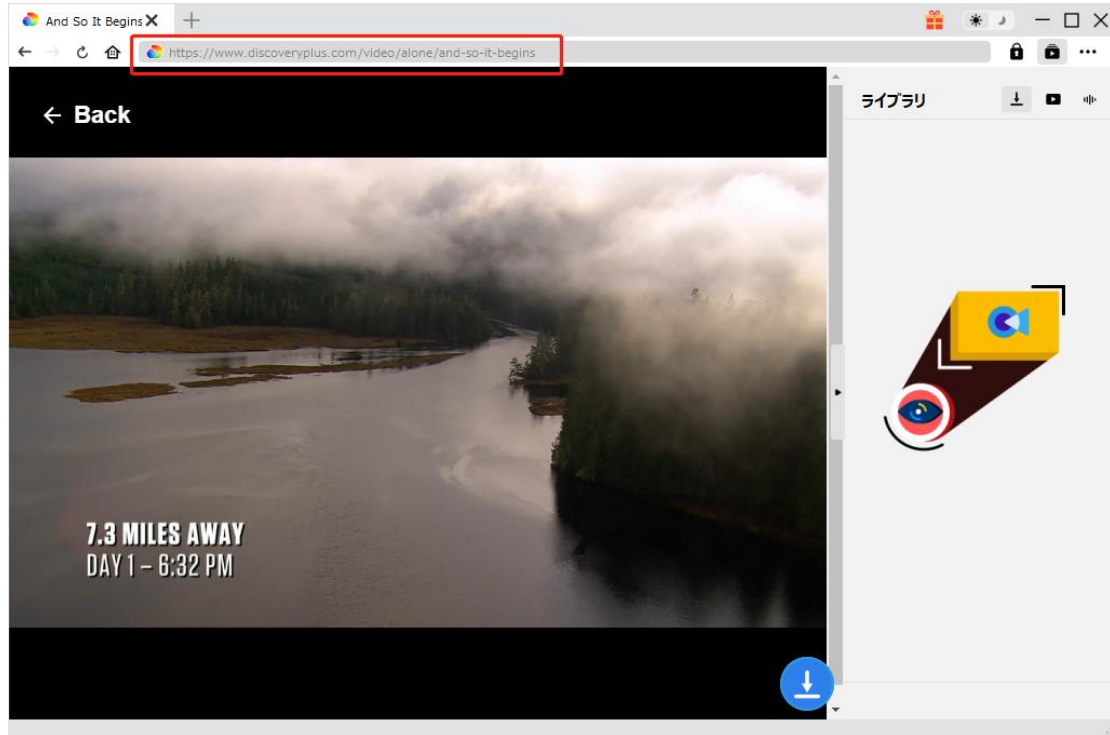 And So It Begins
https://www.discoveryplus.com/video/alone/and-so-it-begins
Back
ライブラリ
7.3 MILES AWAY
DAY 1 – 6:32 PM